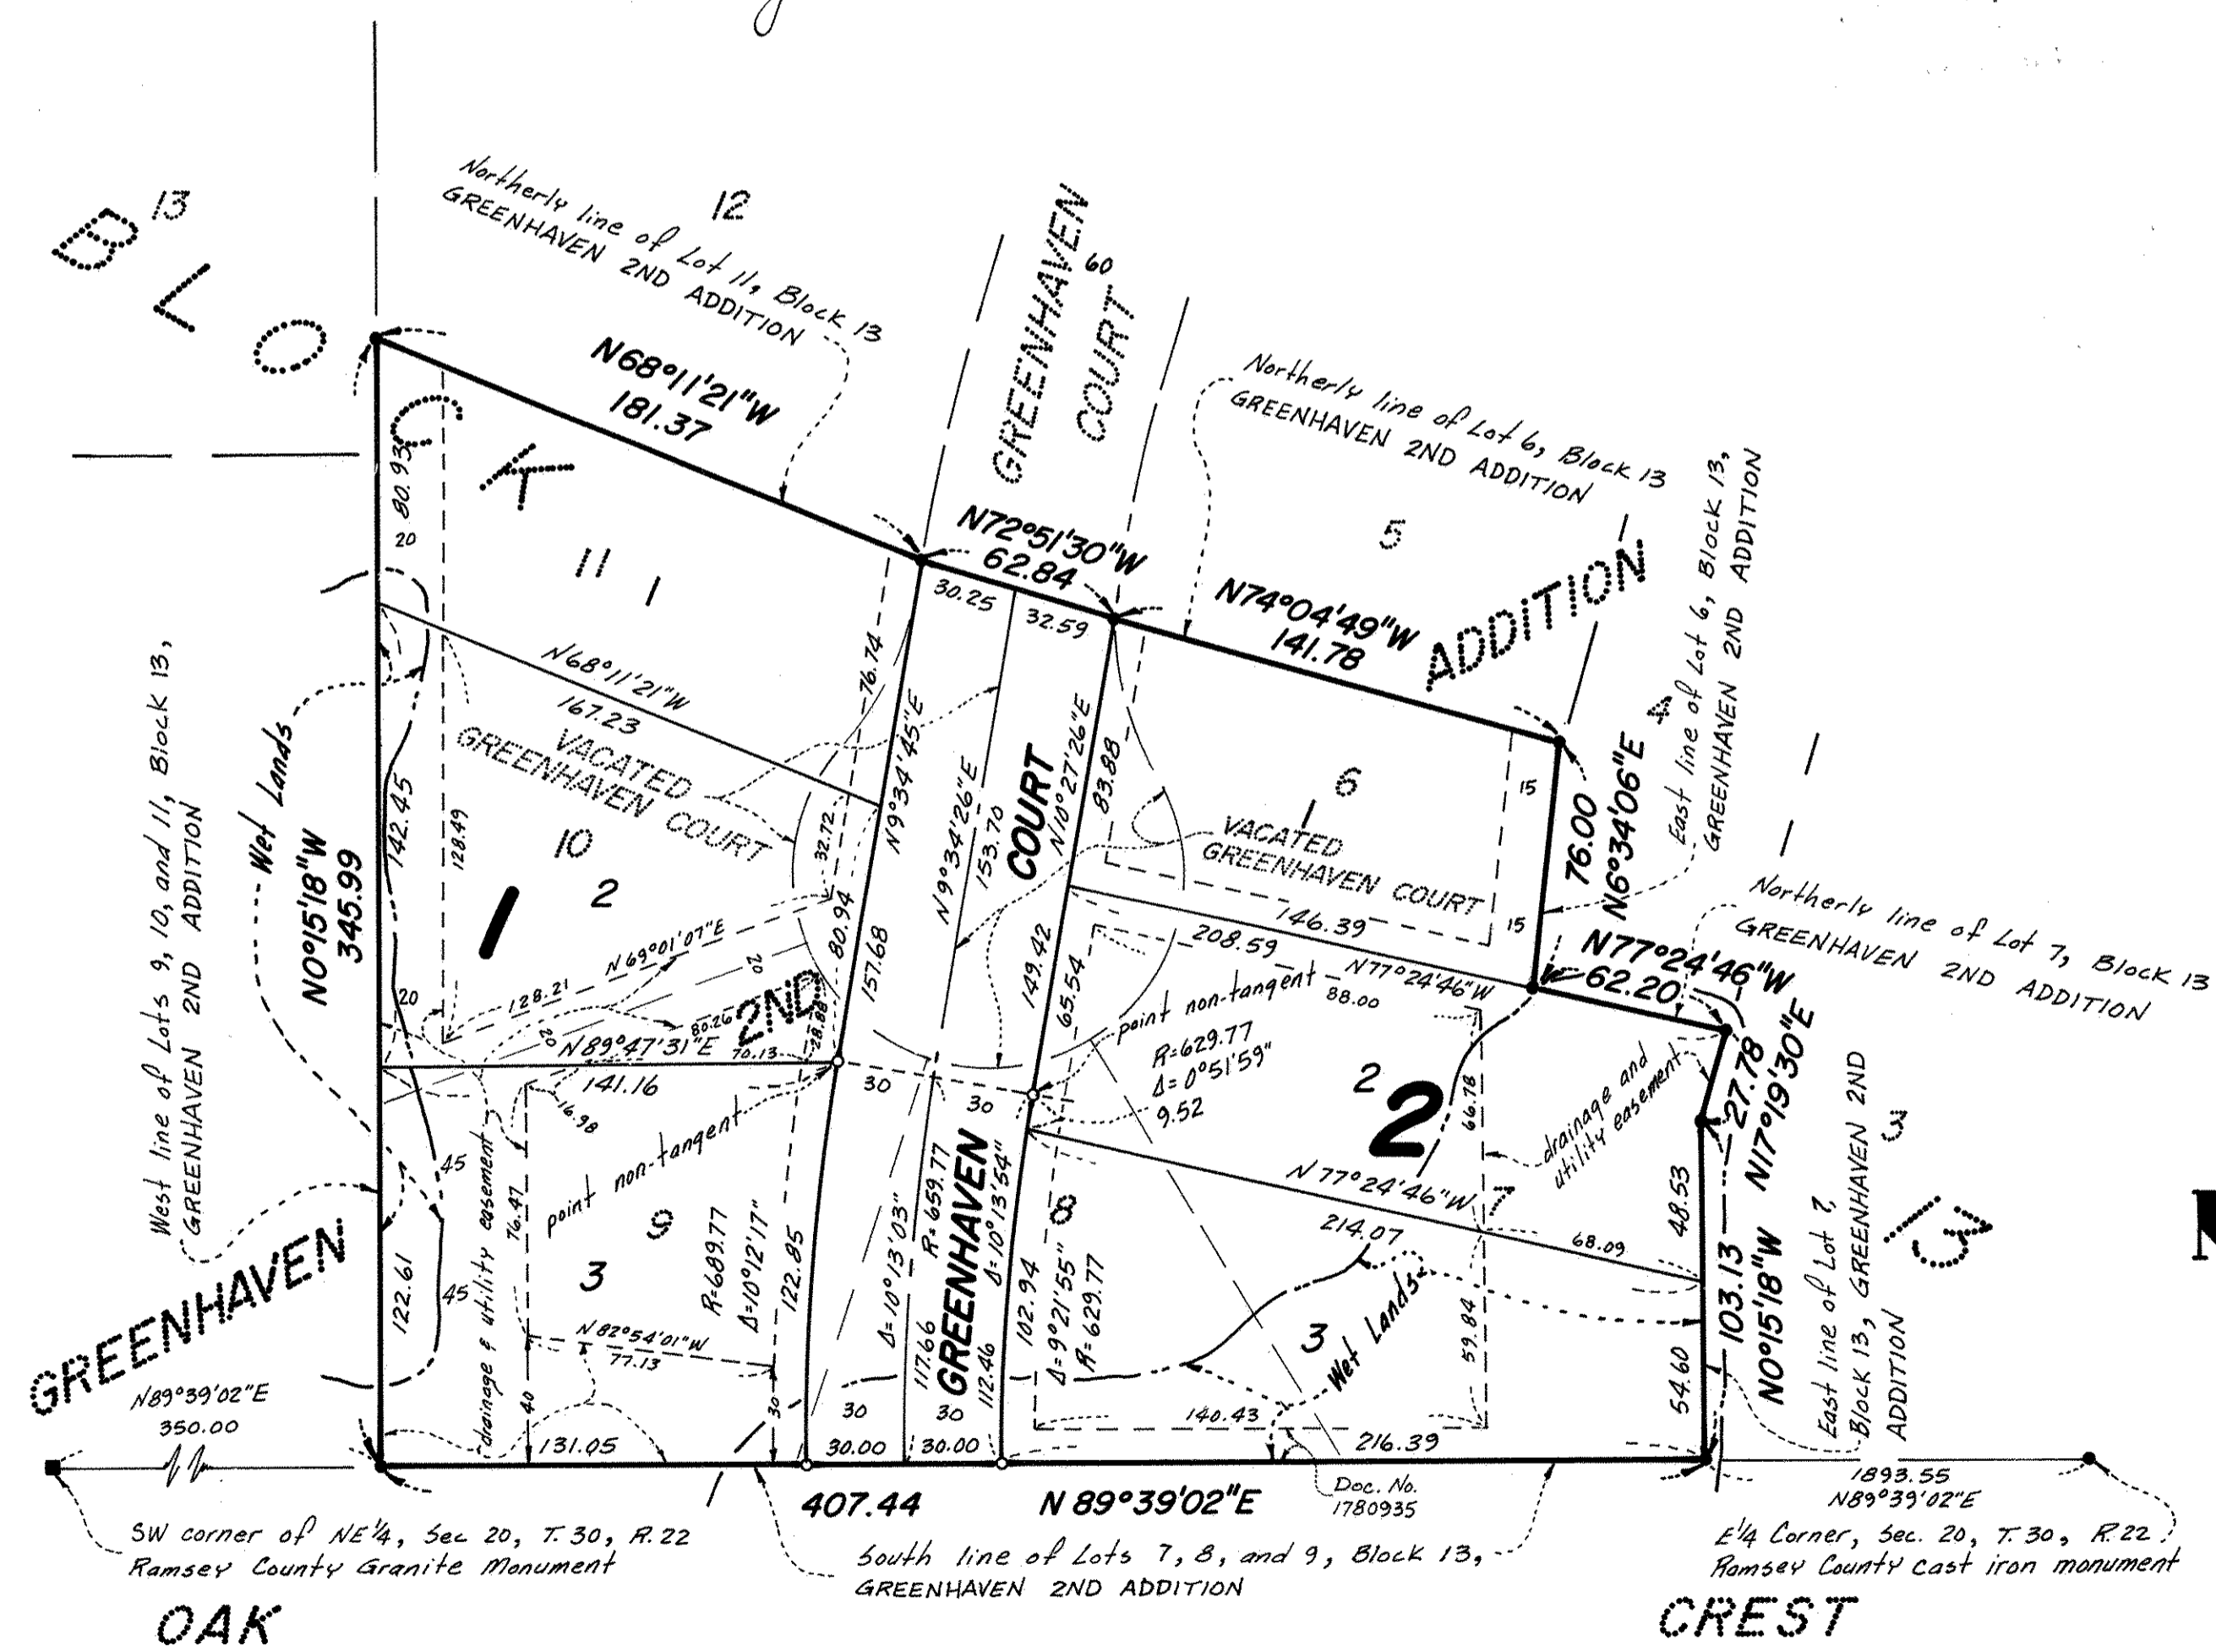 13
BLOCK
12
Northerly line of Lot 11, Block 13
GREENHAVEN 2ND ADDITION
N68°11'21"W
181.37
GREENHAVEN
COURT
60
Northerly line of Lot 6, Block 13
GREENHAVEN 2ND ADDITION
5
N72°51'30"W
62.84
30.25
32.59
N74°04'49"W
141.78
ADDITION
East line of Lot 6, Block 13,
GREENHAVEN 2ND ADDITION
4
80.93
20
11
1
76.74
N68°11'21"W
167.23
VACATED
GREENHAVEN COURT
N9°34'45"E
N9°34'26"E
153.70
COURT
N10°27'26"E
83.88
6
1
15
15
76.00
N6°34'06"E
VACATED
GREENHAVEN COURT
West line of Lots 9, 10, and 11, Block 13,
GREENHAVEN 2ND ADDITION
Wet Lands
N0°15'18"W
345.99
142.45
128.49
10
2
1
32.72
80.94
157.68
149.42
65.54
146.39
208.59
N77°24'46"W
88.00
N77°24'46"W
62.20
Northerly line of Lot 7, Block 13
GREENHAVEN 2ND ADDITION
20
128.21
N69°01'07"E
20
20
80.26
2ND
28.88
N89°47'31"E
70.13
141.16
16.98
30
30
point non-tangent
R=629.77
Δ=0°51'59"
9.52
2
2
66.78
drainage and
utility easement
27.78
N17°19'30"E
3
13
45
45
122.61
drainage & utility easement
76.47
point non-tangent
9
3
R=689.77
Δ=10°12'17"
122.85
N82°54'01"W
77.13
40
30
131.05
Δ=10°13'03"
R=659.77
117.66
GREENHAVEN
Δ=10°13'54"
112.46
102.94
Δ=9°21'55"
R=629.77
8
N77°24'46"W
7
214.07
68.09
48.53
103.13
N0°15'18"W
54.60
59.84
3
Wet Lands
140.43
216.39
30
30
30.00
30.00
East line of Lot 7,
Block 13, GREENHAVEN 2ND
ADDITION
GREENHAVEN
N89°39'02"E
350.00
407.44
N 89°39'02"E
Doc. No.
1780935
1893.55
N89°39'02"E
SW corner of NE¼, Sec 20, T. 30, R. 22
Ramsey County Granite Monument
South line of Lots 7, 8, and 9, Block 13,
GREENHAVEN 2ND ADDITION
E¼ Corner, Sec. 20, T. 30, R. 22
Ramsey County cast iron monument
OAK
CREST